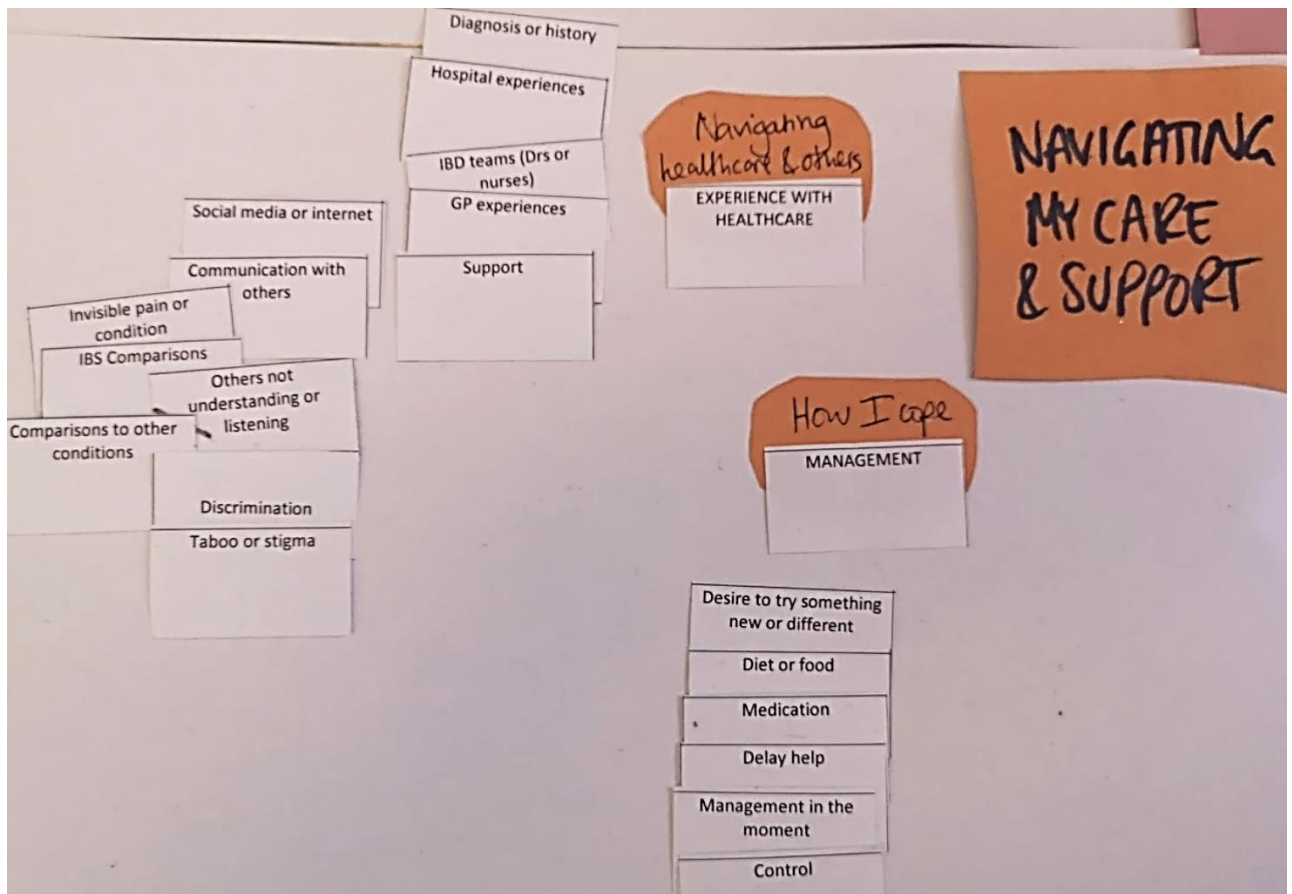 Diagnosis or history
Hospital experiences
IBD teams (Drs or
nurses)
GP experiences
Support
Social media or internet
Communication with
others
Invisible pain or
condition
IBS Comparisons
Others not
understanding or
listening
Comparisons to other
conditions
Discrimination
Taboo or stigma
Navigating
healthcare & others
EXPERIENCE WITH
HEALTHCARE
NAVIGATING
MY CARE
& SUPPORT
How I cope
MANAGEMENT
Desire to try something
new or different
Diet or food
Medication
Delay help
Management in the
moment
Control